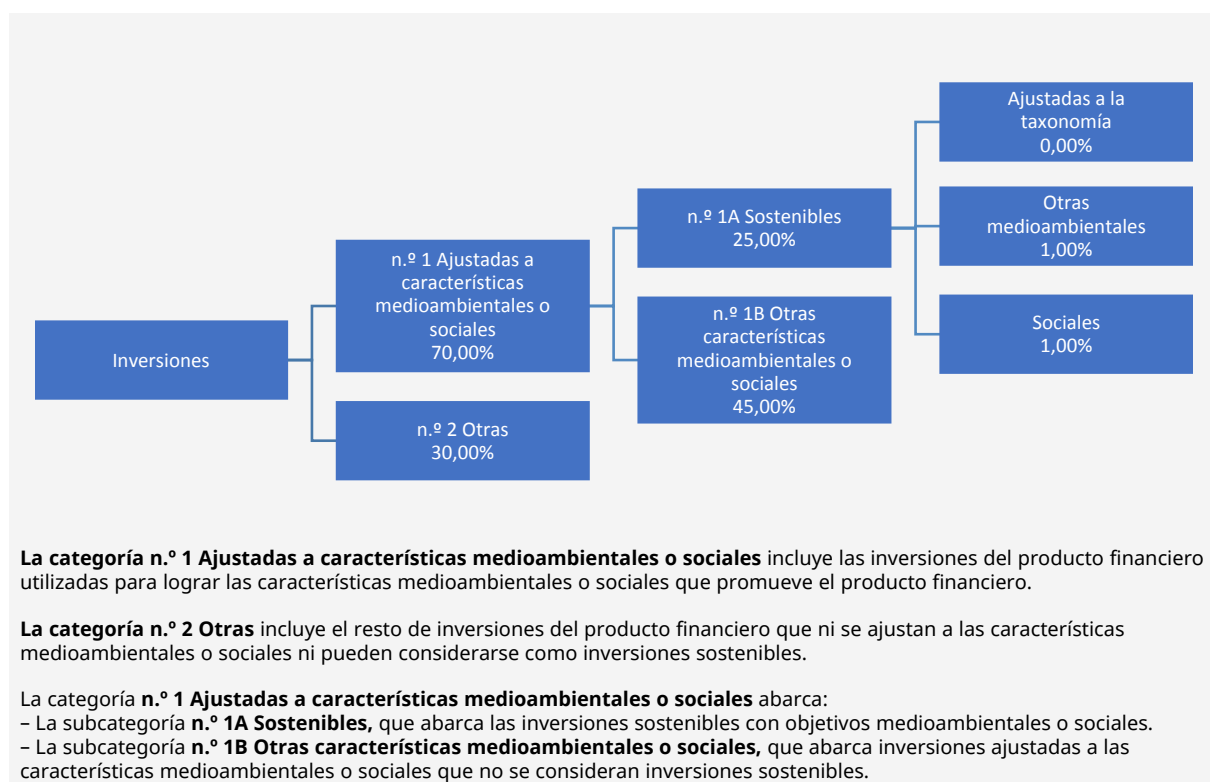 Inversiones
n.º 1 Ajustadas a
características
medioambientales o
sociales
70,00%
n.º 2 Otras
30,00%
n.º 1A Sostenibles
25,00%
n.º 1B Otras
características
medioambientales o
sociales
45,00%
Ajustadas a la
taxonomía
0,00%
Otras
medioambientales
1,00%
Sociales
1,00%
La categoría n.º 1 Ajustadas a características medioambientales o sociales incluye las inversiones del producto financiero
utilizadas para lograr las características medioambientales o sociales que promueve el producto financiero.
La categoría n.º 2 Otras incluye el resto de inversiones del producto financiero que ni se ajustan a las características
medioambientales o sociales ni pueden considerarse como inversiones sostenibles.
La categoría n.º 1 Ajustadas a características medioambientales o sociales abarca:
– La subcategoría n.º 1A Sostenibles, que abarca las inversiones sostenibles con objetivos medioambientales o sociales.
– La subcategoría n.º 1B Otras características medioambientales o sociales, que abarca inversiones ajustadas a las
características medioambientales o sociales que no se consideran inversiones sostenibles.